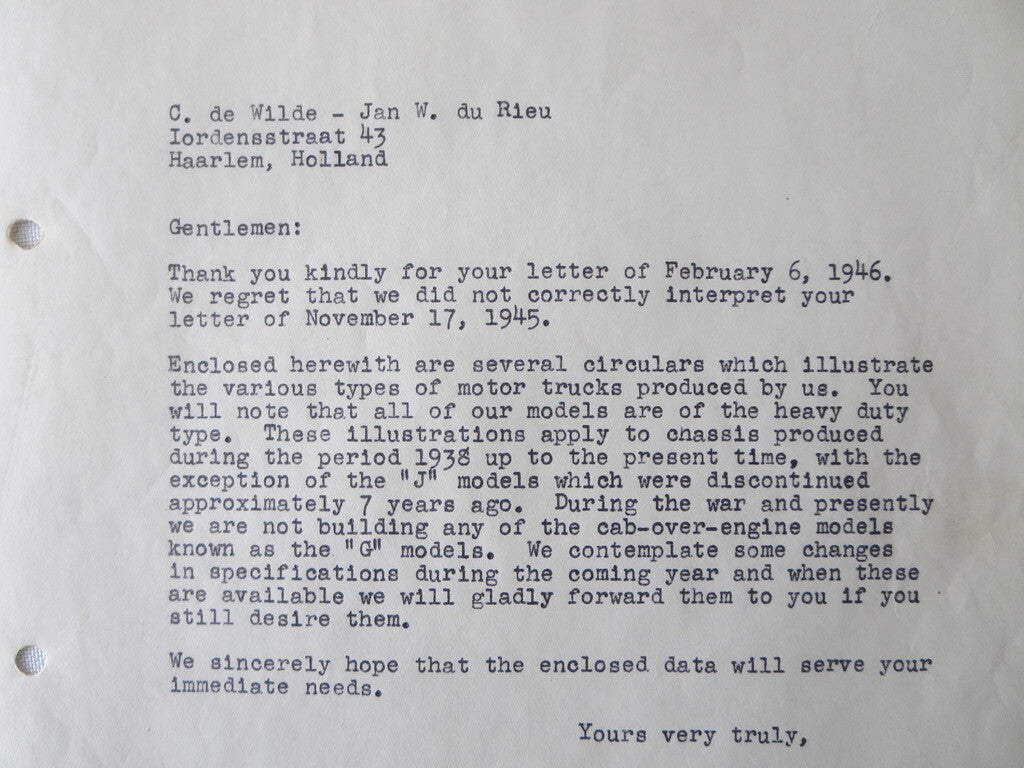 C. de Wilde - Jan W. du Rieu
Iordensstraat 43
Haarlem, Holland
Gentlemen:
Thank you kindly for your letter of February 6, 1946.
We regret that we did not correctly interpret your
letter of November 17, 1945.
Enclosed herewith are several circulars which illustrate
the various types of motor trucks produced by us.  You
will note that all of our models are of the heavy duty
type.  These illustrations apply to chassis produced
during the period 1938 up to the present time, with the
exception of the "J" models which were discontinued
approximately 7 years ago.  During the war and presently
we are not building any of the cab-over-engine models
known as the "G" models.  We contemplate some changes
in specifications during the coming year and when these
are available we will gladly forward them to you if you
still desire them.
We sincerely hope that the enclosed data will serve your
immediate needs.
Yours very truly,